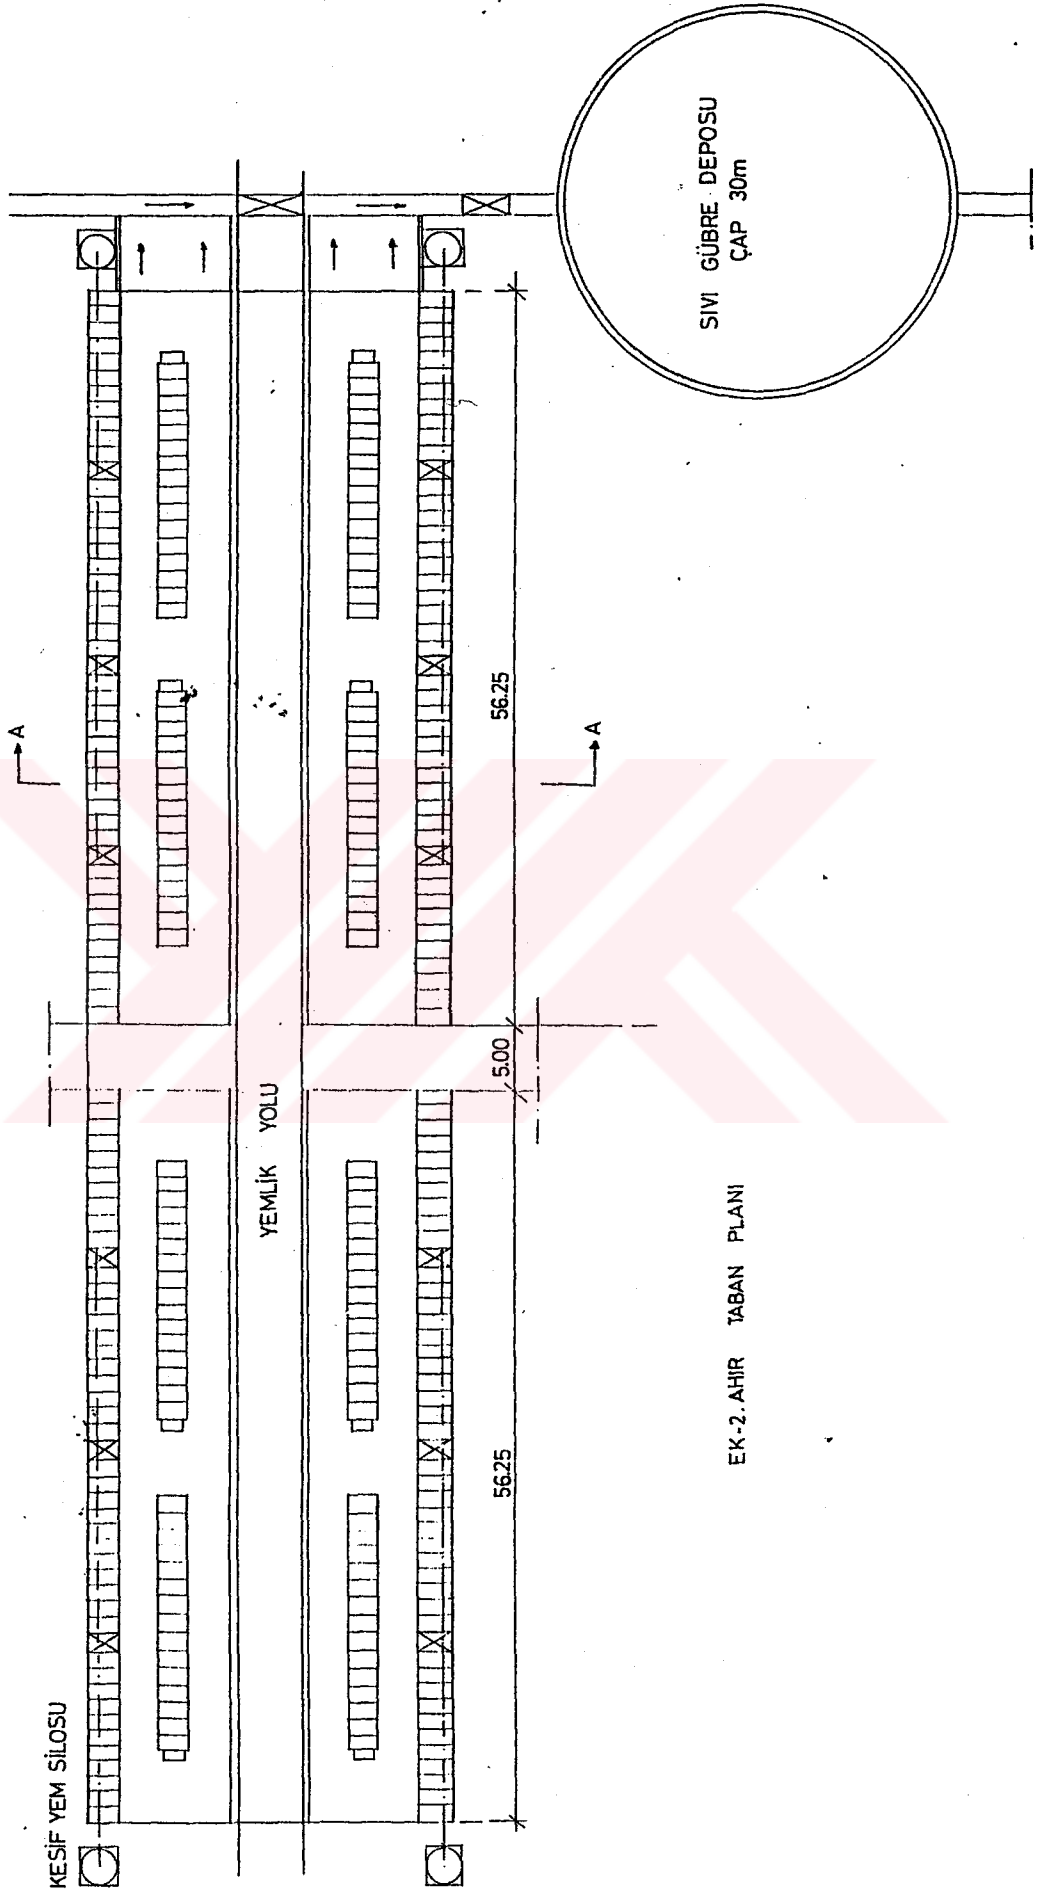 SIVI GÜBRE DEPOSU
ÇAP 30m
A
A
56.25
5.00
YEMLİK YOLU
56.25
KESİF YEM SİLOSU
EK-2. AHIR TABAN PLANI